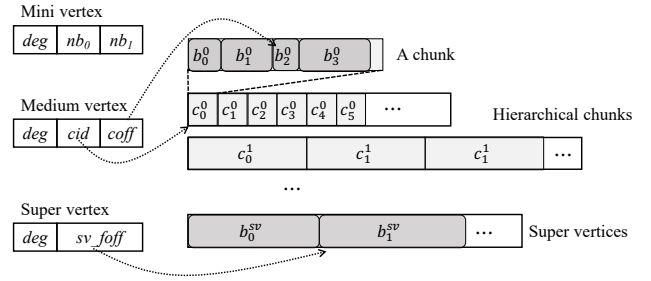 Mini vertex
deg nb₀ nb₁
b₀⁰ b₁⁰ b₂⁰ b₃⁰
A chunk
Medium vertex
deg cid coff
c₀⁰ c₁⁰ c₂⁰ c₃⁰ c₄⁰ c₅⁰ ...
Hierarchical chunks
c₀¹ c₁¹ c₁¹ ...
...
Super vertex
deg sv_foff
b₀ˢᵛ b₁ˢᵛ ...
Super vertices